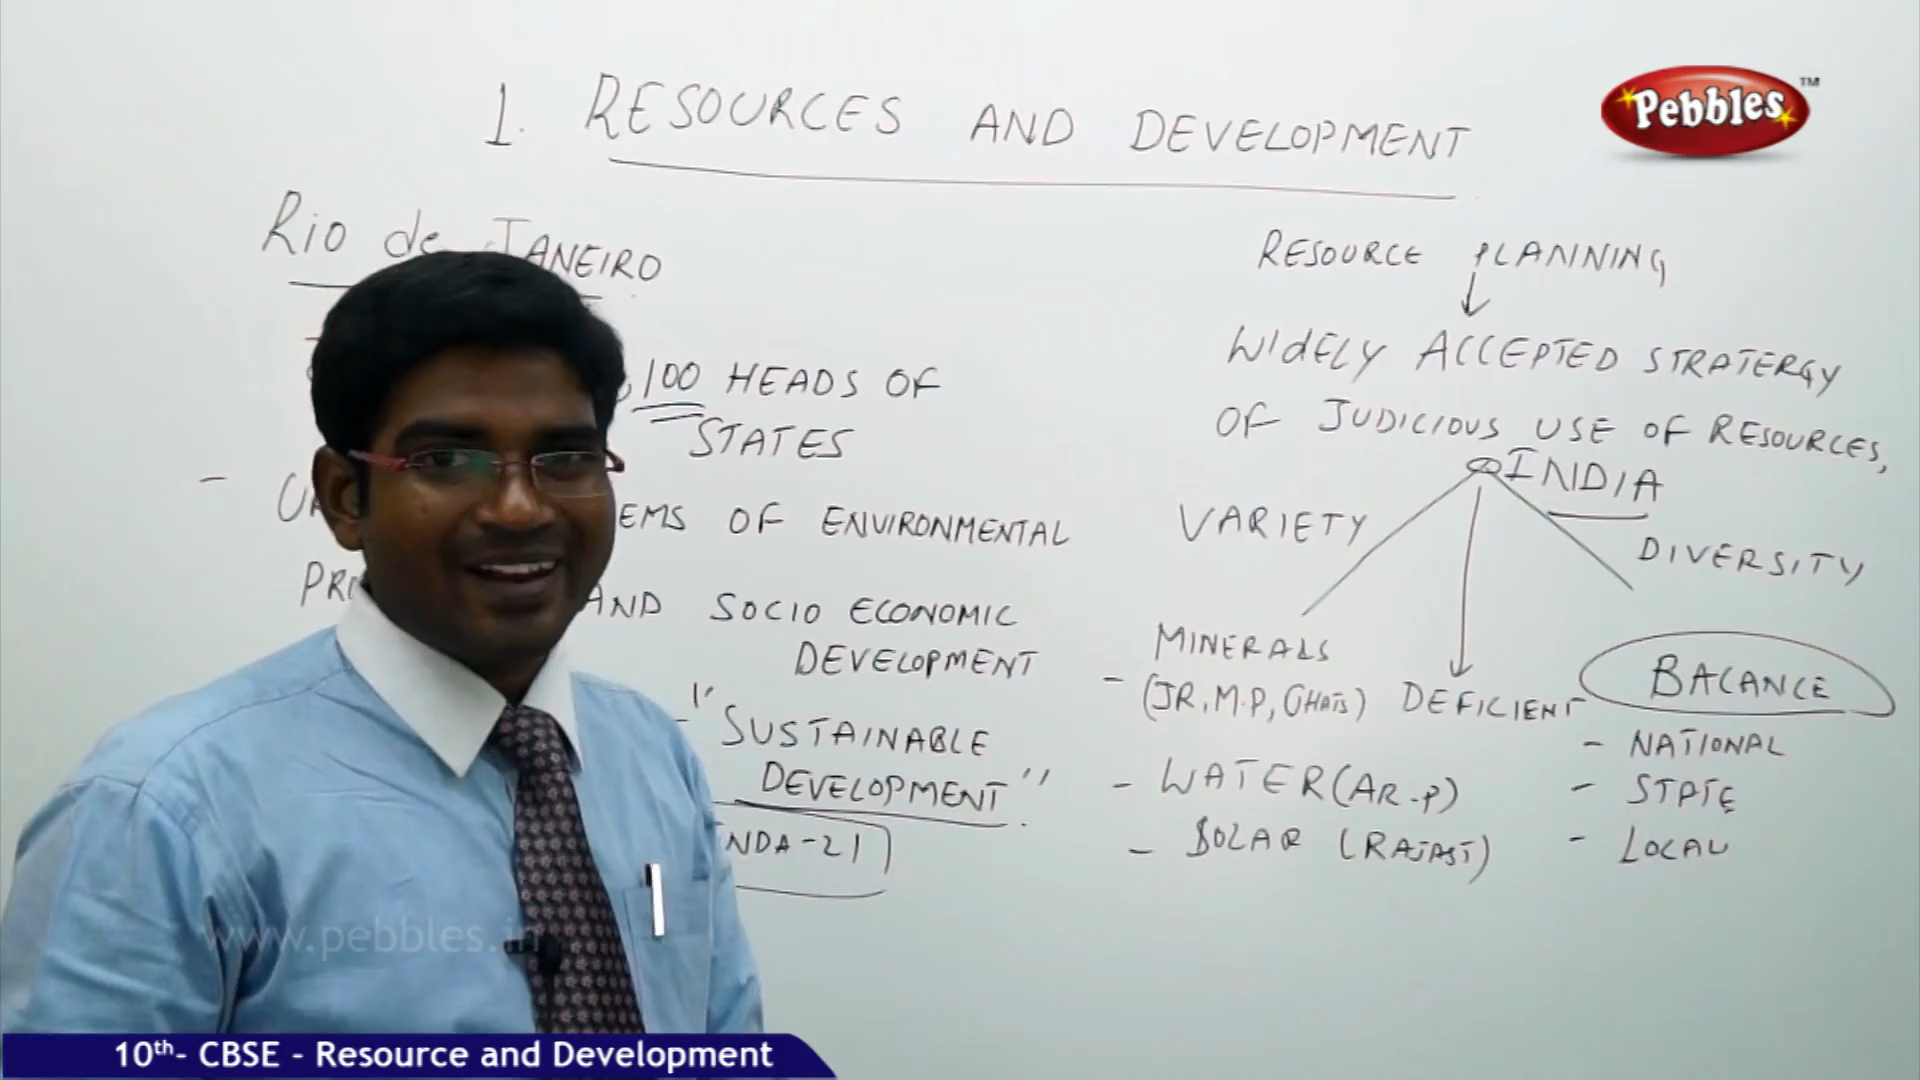 1. RESOURCES AND DEVELOPMENT
Pebbles™
Rio de JANEIRO
100 HEADS OF
STATES
- EMS OF ENVIRONMENTAL
AND SOCIO ECONOMIC
DEVELOPMENT
- "SUSTAINABLE
DEVELOPMENT"
NDA-21
RESOURCE PLANNING
WIDELY ACCEPTED STRATERGY
OF JUDICIOUS USE OF RESOURCES,
INDIA
VARIETY
DIVERSITY
MINERALS
- (JR, M.P, CHATS) DEFICIENT
BALANCE
- NATIONAL
- WATER (AR-P)
- STATE
- SOLAR (RAJAST)
- LOCAL
www.pebbles.in
10th- CBSE - Resource and Development